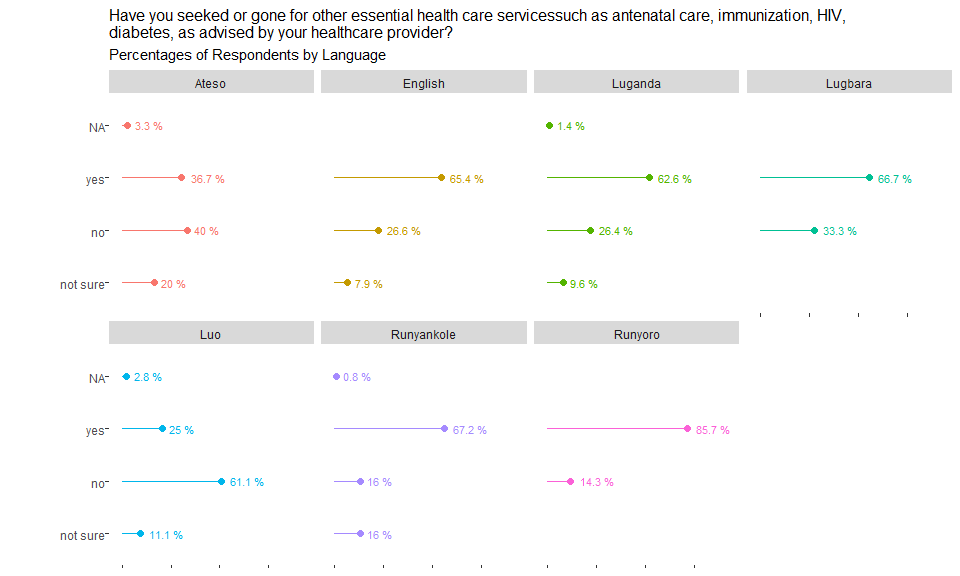 Have you seeked or gone for other essential health care servicessuch as antenatal care, immunization, HIV,
diabetes, as advised by your healthcare provider?
Percentages of Respondents by Language
Ateso English Luganda Lugbara
NA 3.3 % 1.4 %
yes 36.7 % 65.4 % 62.6 % 66.7 %
no 40 % 26.6 % 26.4 % 33.3 %
not sure 20 % 7.9 % 9.6 %
Luo Runyankole Runyoro
NA 2.8 % 0.8 %
yes 25 % 67.2 % 85.7 %
no 61.1 % 16 % 14.3 %
not sure 11.1 % 16 %